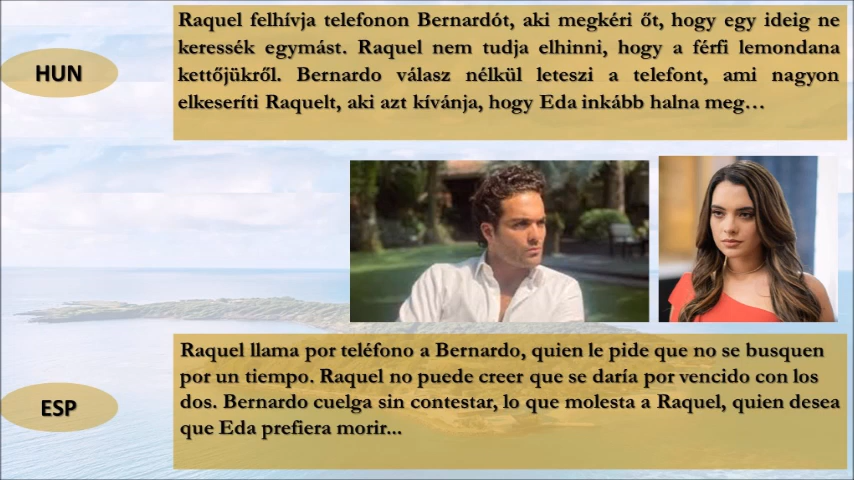 HUN
Raquel felhívja telefonon Bernardót, aki megkéri őt, hogy egy ideig ne
keressék egymást. Raquel nem tudja elhinni, hogy a férfi lemondana
kettőjükről. Bernardo válasz nélkül leteszi a telefont, ami nagyon
elkeseríti Raquelt, aki azt kívánja, hogy Eda inkább halna meg…
ESP
Raquel llama por teléfono a Bernardo, quien le pide que no se busquen
por un tiempo. Raquel no puede creer que se daría por vencido con los
dos. Bernardo cuelga sin contestar, lo que molesta a Raquel, quien desea
que Eda prefiera morir...